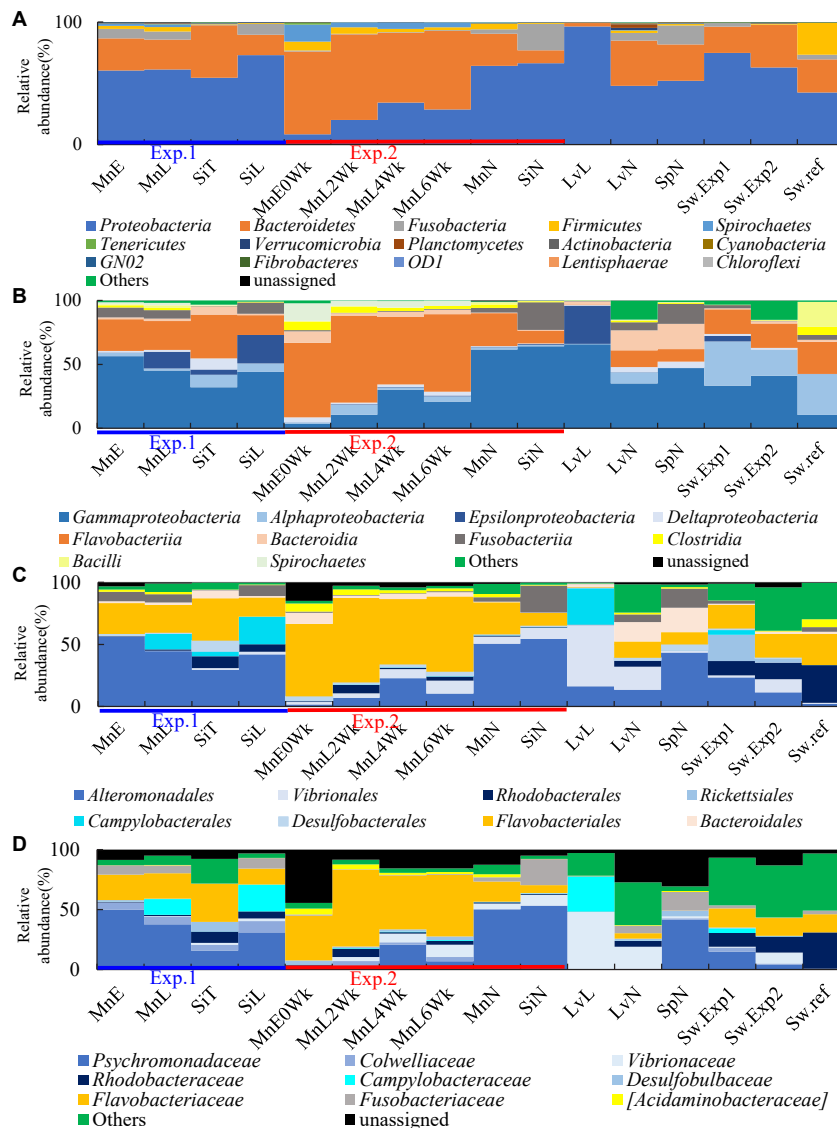 A
100
Relative
abundance(%)
0
Exp.1
Exp.2
MnE
MnL
SiT
SiL
MnE0Wk
MnL2Wk
MnL4Wk
MnL6Wk
MnN
SiN
LvL
LvN
SpN
Sw.Exp1
Sw.Exp2
Sw.ref
Proteobacteria Bacteroidetes Fusobacteria Firmicutes Spirochaetes
Tenericutes Verrucomicrobia Planctomycetes Actinobacteria Cyanobacteria
GN02 Fibrobacteres OD1 Lentisphaerae Chloroflexi
Others unassigned
B
100
50
Relative
abundance(%)
0
Exp.1
Exp.2
MnE
MnL
SiT
SiL
MnE0Wk
MnL2Wk
MnL4Wk
MnL6Wk
MnN
SiN
LvL
LvN
SpN
Sw.Exp1
Sw.Exp2
Sw.ref
Gammaproteobacteria Alphaproteobacteria Epsilonproteobacteria Deltaproteobacteria
Flavobacteriia Bacteroidia Fusobacteriia Clostridia
Bacilli Spirochaetes Others unassigned
C
100
50
Relative
abundance(%)
0
Exp.1
Exp.2
MnE
MnL
SiT
SiL
MnE0Wk
MnL2Wk
MnL4Wk
MnL6Wk
MnN
SiN
LvL
LvN
SpN
Sw.Exp1
Sw.Exp2
Sw.ref
Alteromonadales Vibrionales Rhodobacterales Rickettsiales
Campylobacterales Desulfobacterales Flavobacteriales Bacteroidales
D
100
50
Relative
abundance(%)
0
Exp.1
Exp.2
MnE
MnL
SiT
SiL
MnE0Wk
MnL2Wk
MnL4Wk
MnL6Wk
MnN
SiN
LvL
LvN
SpN
Sw.Exp1
Sw.Exp2
Sw.ref
Psychromonadaceae Colwelliaceae Vibrionaceae
Rhodobacteraceae Campylobacteraceae Desulfobulbaceae
Flavobacteriaceae Fusobacteriaceae [Acidaminobacteraceae]
Others unassigned